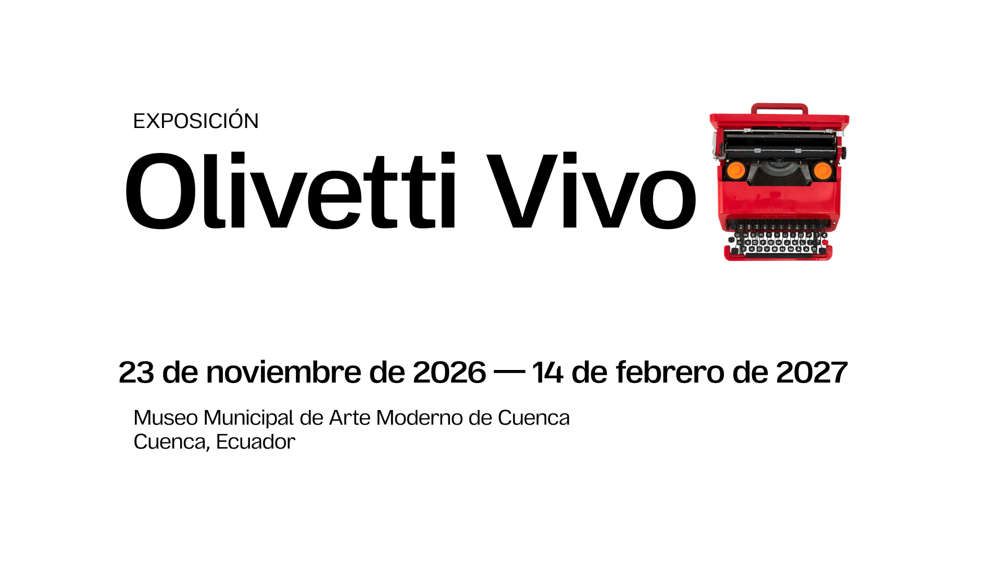 EXPOSICIÓN
Olivetti Vivo
23 de noviembre de 2026 — 14 de febrero de 2027
Museo Municipal de Arte Moderno de Cuenca
Cuenca, Ecuador